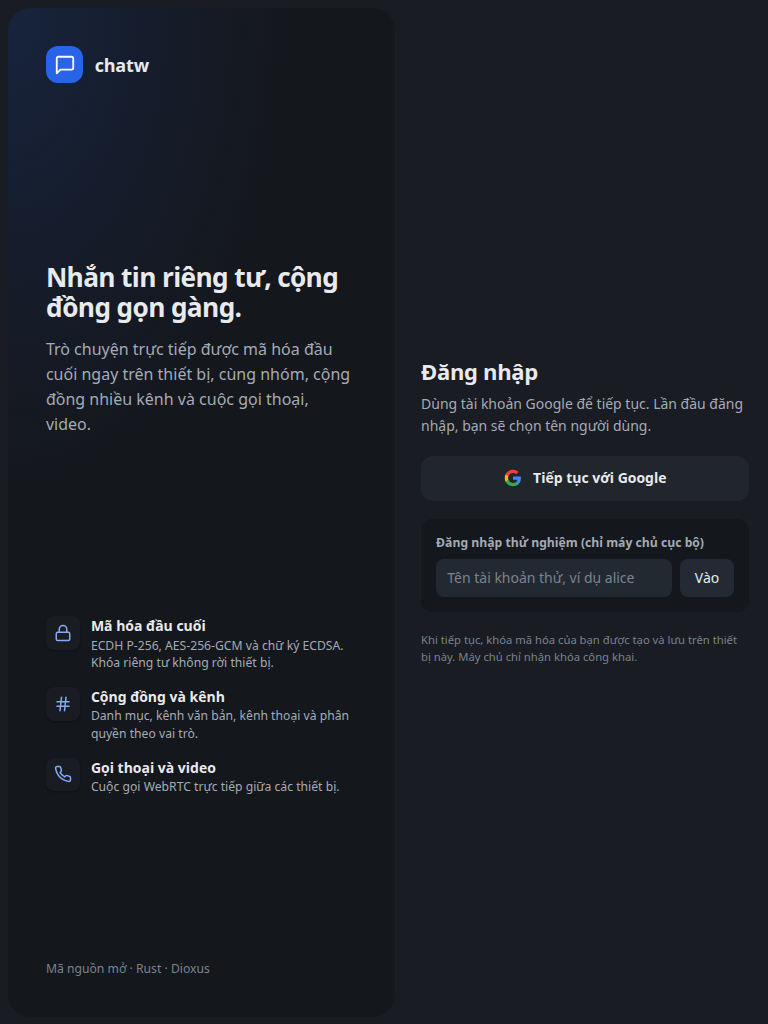 chatw
Nhắn tin riêng tư, cộng
đồng gọn gàng.
Trò chuyện trực tiếp được mã hóa đầu
cuối ngay trên thiết bị, cùng nhóm, cộng
đồng nhiều kênh và cuộc gọi thoại,
video.
Mã hóa đầu cuối
ECDH P-256, AES-256-GCM và chữ ký ECDSA.
Khóa riêng tư không rời thiết bị.
Cộng đồng và kênh
Danh mục, kênh văn bản, kênh thoại và phân
quyền theo vai trò.
Gọi thoại và video
Cuộc gọi WebRTC trực tiếp giữa các thiết bị.
Mã nguồn mở · Rust · Dioxus
Đăng nhập
Dùng tài khoản Google để tiếp tục. Lần đầu đăng
nhập, bạn sẽ chọn tên người dùng.
Tiếp tục với Google
Đăng nhập thử nghiệm (chỉ máy chủ cục bộ)
Tên tài khoản thử, ví dụ alice
Vào
Khi tiếp tục, khóa mã hóa của bạn được tạo và lưu trên thiết
bị này. Máy chủ chỉ nhận khóa công khai.